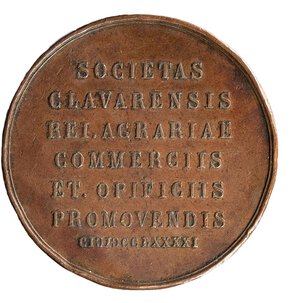 SOCIETAS
CLAVARENSIS
REI. AGRARIAE
COMMERCIIS
ET. OPIFICIIS
PROMOVENDIS
CIƆIƆCCLXXXXI